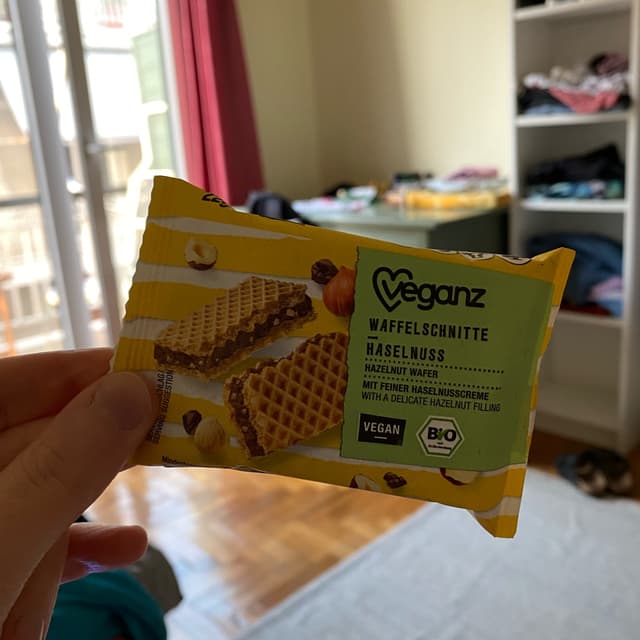 Veganz
WAFFELSCHNITTE
HASELNUSS
HAZELNUT WAFER
MIT FEINER HASELNUSSCREME
WITH A DELICATE HAZELNUT FILLING
VEGAN
BiO